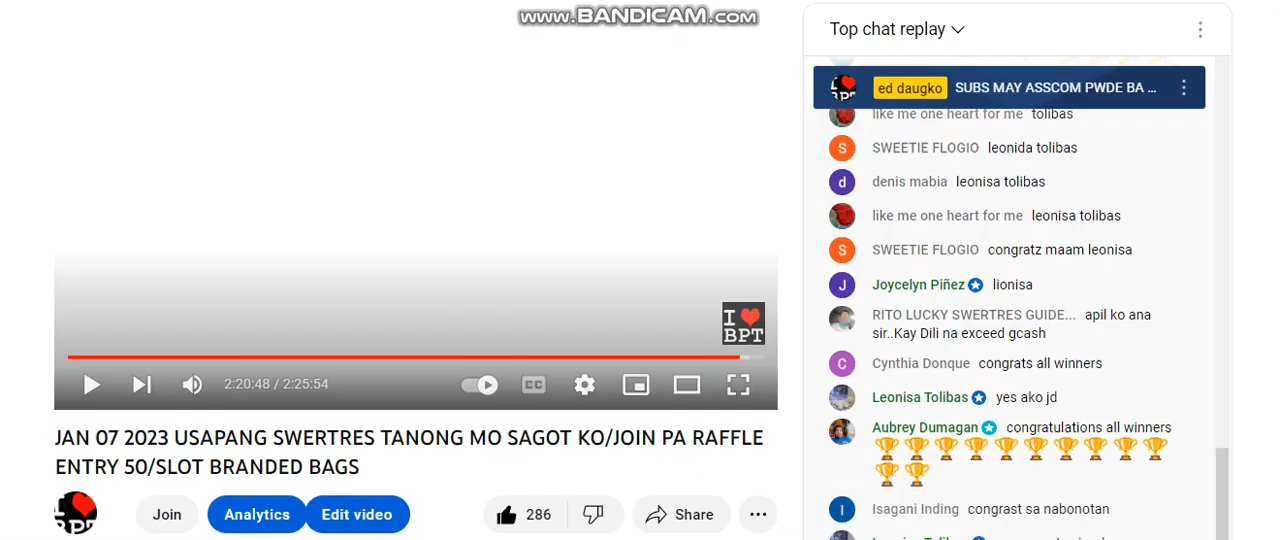 www.BANDICAM.com
Top chat replay
ed daugko SUBS MAY ASSCOM PWDE BA ...
like me one heart for me tolibas
SWEETIE FLOGIO leonida tolibas
denis mabia leonisa tolibas
like me one heart for me leonisa tolibas
SWEETIE FLOGIO congratz maam leonisa
Joycelyn Piñez lionisa
RITO LUCKY SWERTRES GUIDE... apil ko ana
sir..Kay Dili na exceed gcash
Cynthia Donque congrats all winners
Leonisa Tolibas yes ako jd
Aubrey Dumagan congratulations all winners
Isagani Inding congrast sa nabonotan
I ❤ BPT
2:20:48 / 2:25:54
CC
JAN 07 2023 USAPANG SWERTRES TANONG MO SAGOT KO/JOIN PA RAFFLE
ENTRY 50/SLOT BRANDED BAGS
Join
Analytics
Edit video
286
Share